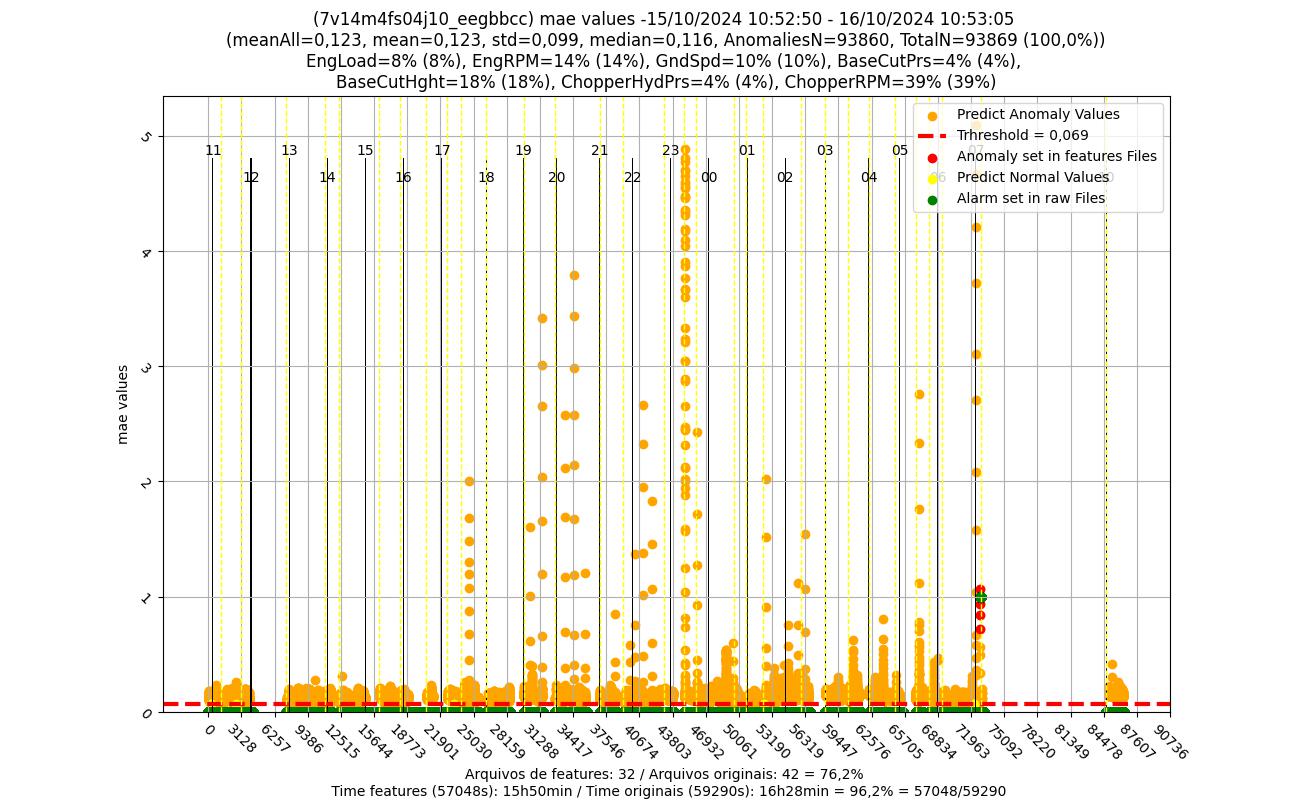 (7v14m4fs04j10_eegbbcc) mae values -15/10/2024 10:52:50 - 16/10/2024 10:53:05
(meanAll=0,123, mean=0,123, std=0,099, median=0,116, AnomaliesN=93860, TotalN=93869 (100,0%))
EngLoad=8% (8%), EngRPM=14% (14%), GndSpd=10% (10%), BaseCutPrs=4% (4%),
BaseCutHght=18% (18%), ChopperHydPrs=4% (4%), ChopperRPM=39% (39%)
Predict Anomaly Values
Trhreshold = 0,069
Anomaly set in features Files
Predict Normal Values
Alarm set in raw Files
11 13 15 17 19 21 23 01 03 05 07
12 14 16 18 20 22 00 02 04 06
5
4
3
2
1
0
mae values
0 3128 6257 9386 12515 15644 18773 21901 25030 28159 31288 34417 37546 40674 43803 46932 50061 53190 56319 59447 62576 65705 68834 71963 75092 78220 81349 84478 87607 90736
Arquivos de features: 32 / Arquivos originais: 42 = 76,2%
Time features (57048s): 15h50min / Time originais (59290s): 16h28min = 96,2% = 57048/59290